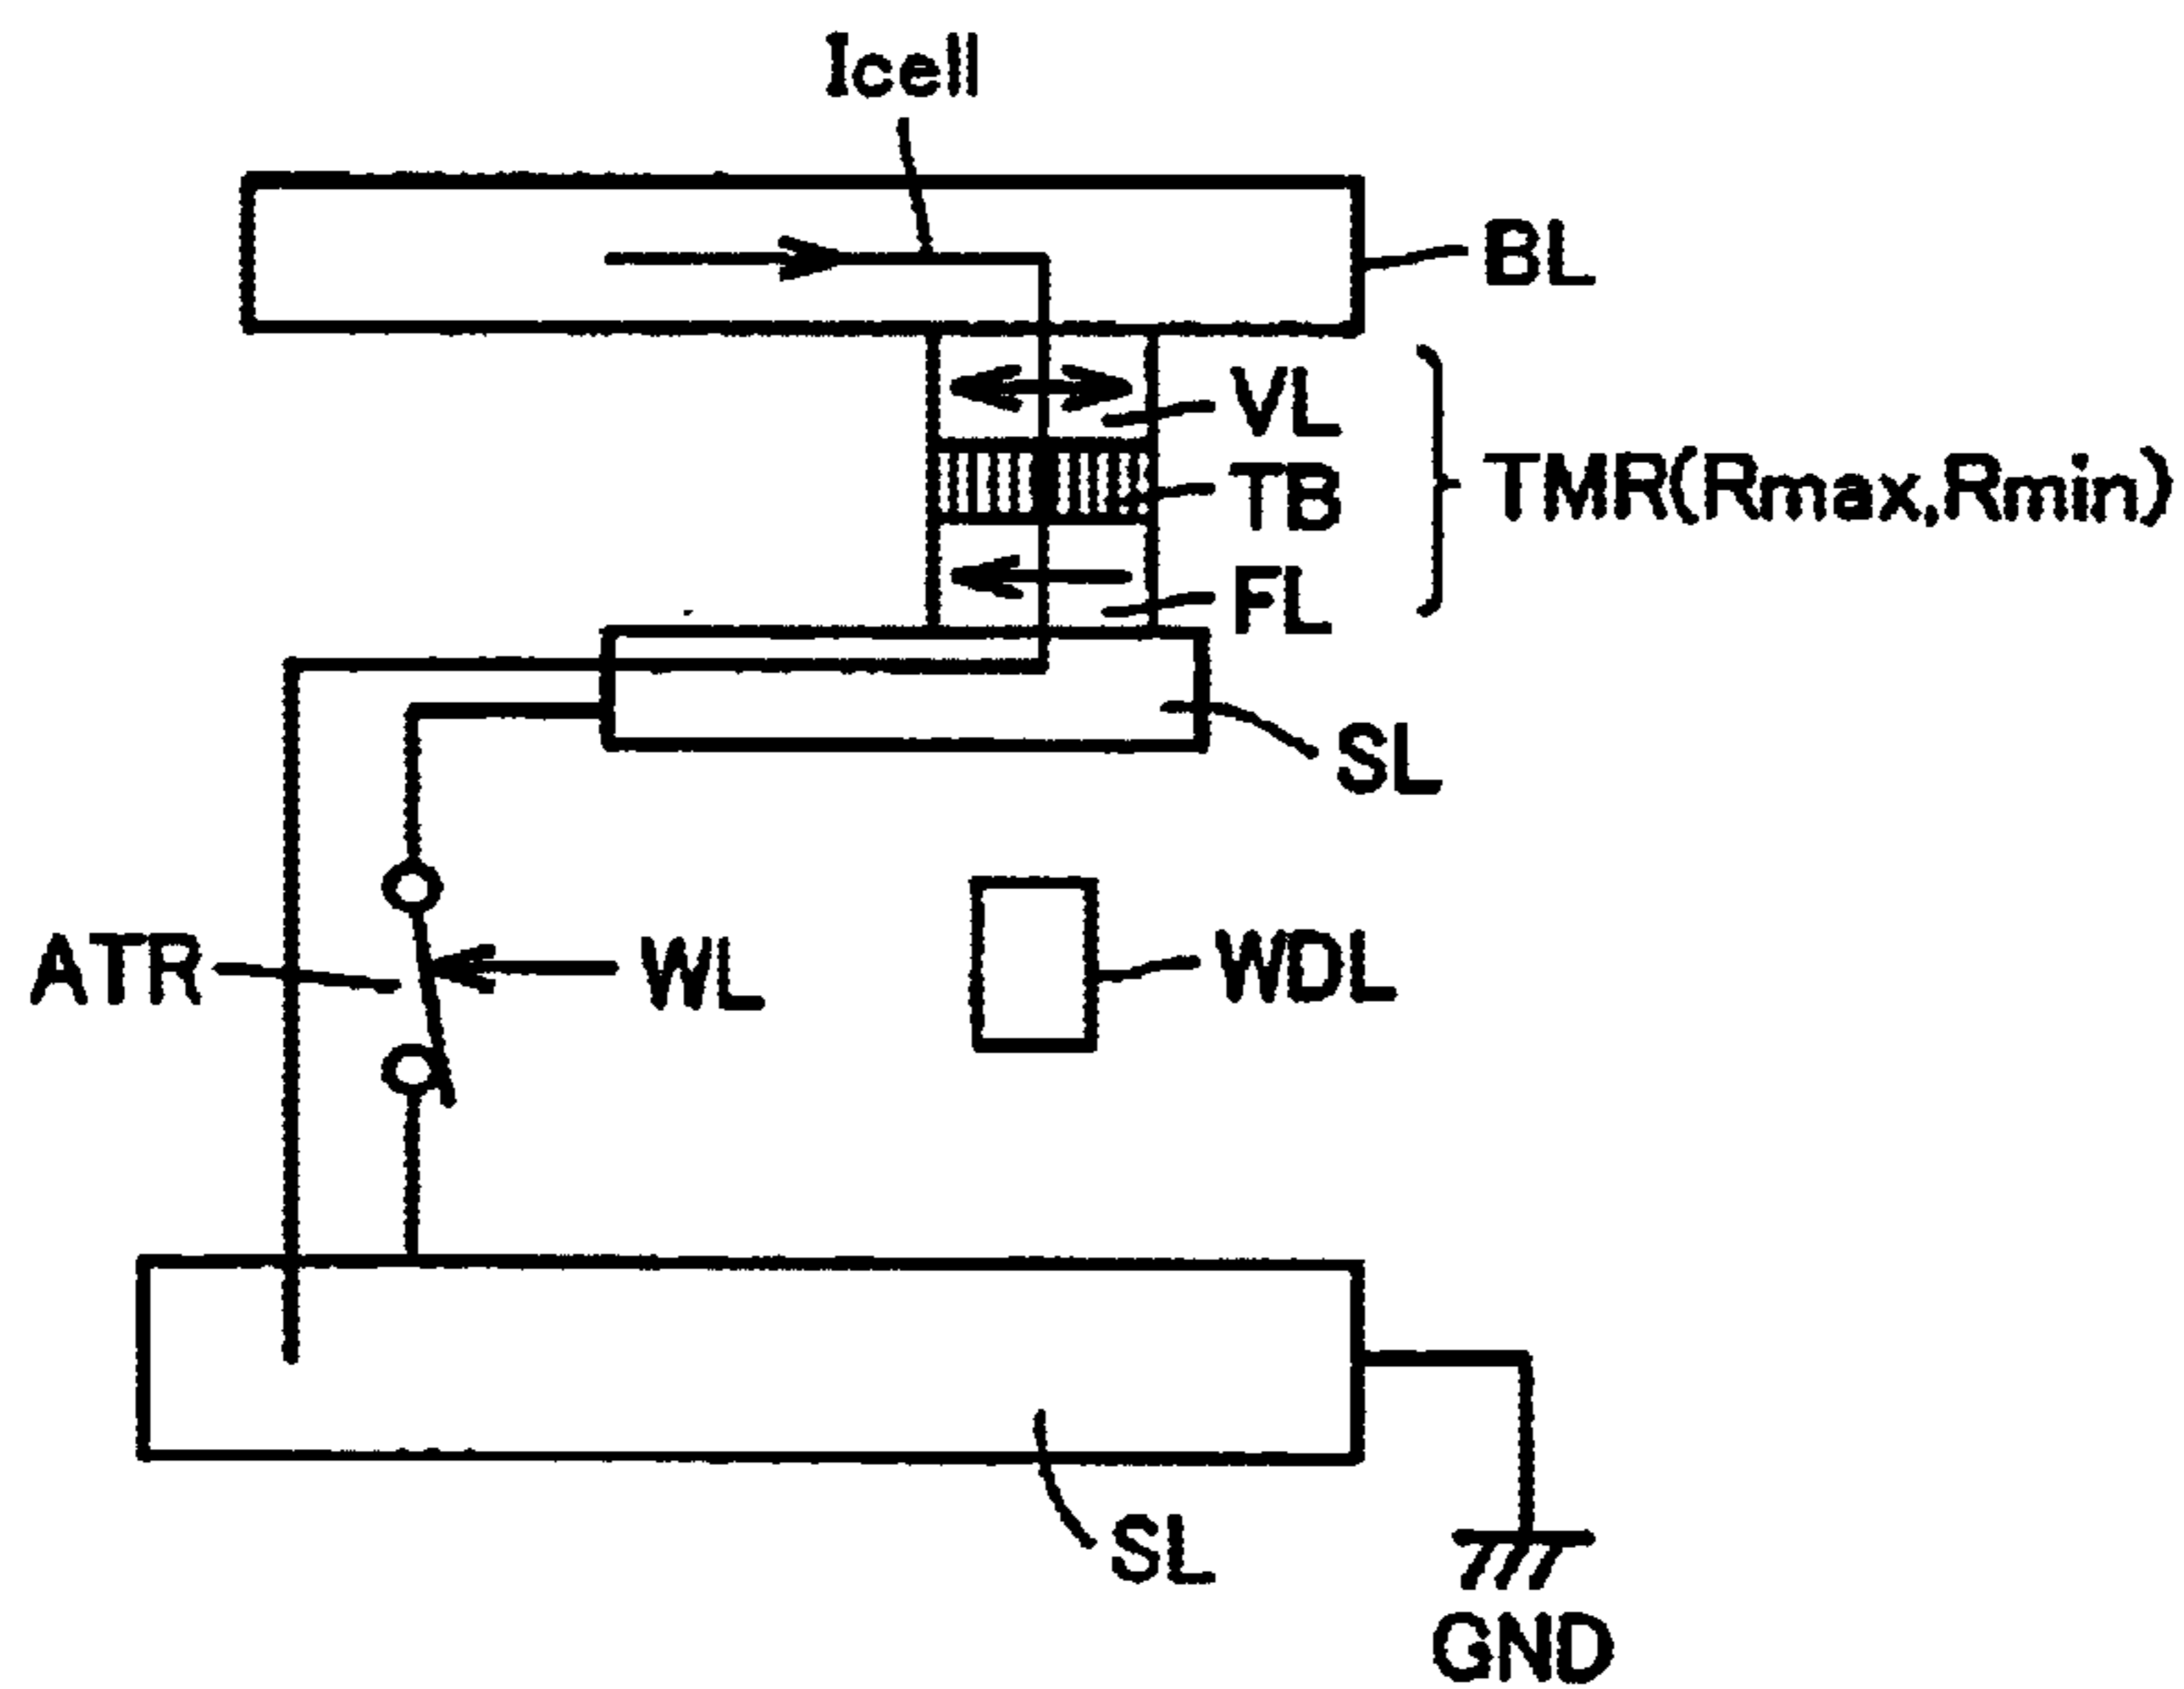 Icell
BL
VL
TB
FL
TMR(Rmax,Rmin)
SL
ATR
WL
WDL
SL
GND